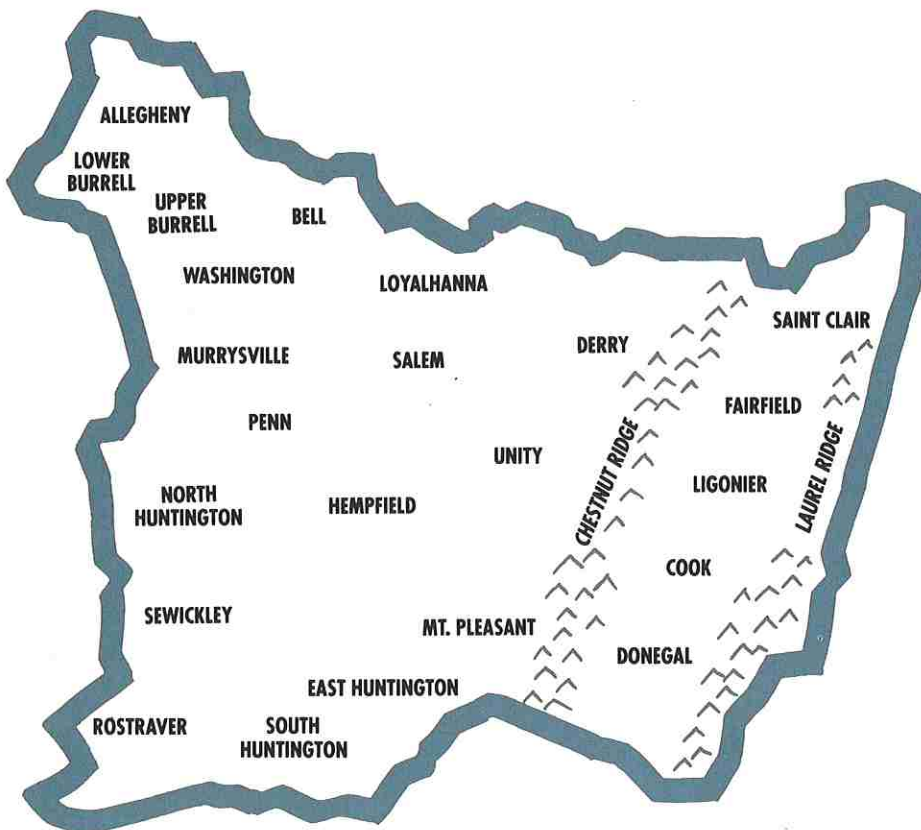 ALLEGHENY
LOWER
BURRELL
UPPER
BURRELL
BELL
WASHINGTON
LOYALHANNA
SAINT CLAIR
MURRYSVILLE
SALEM
DERRY
FAIRFIELD
PENN
UNITY
CHESTNUT RIDGE
LIGONIER
LAUREL RIDGE
NORTH
HUNTINGTON
HEMPFIELD
COOK
SEWICKLEY
MT. PLEASANT
DONEGAL
EAST HUNTINGTON
ROSTRAVER
SOUTH
HUNTINGTON